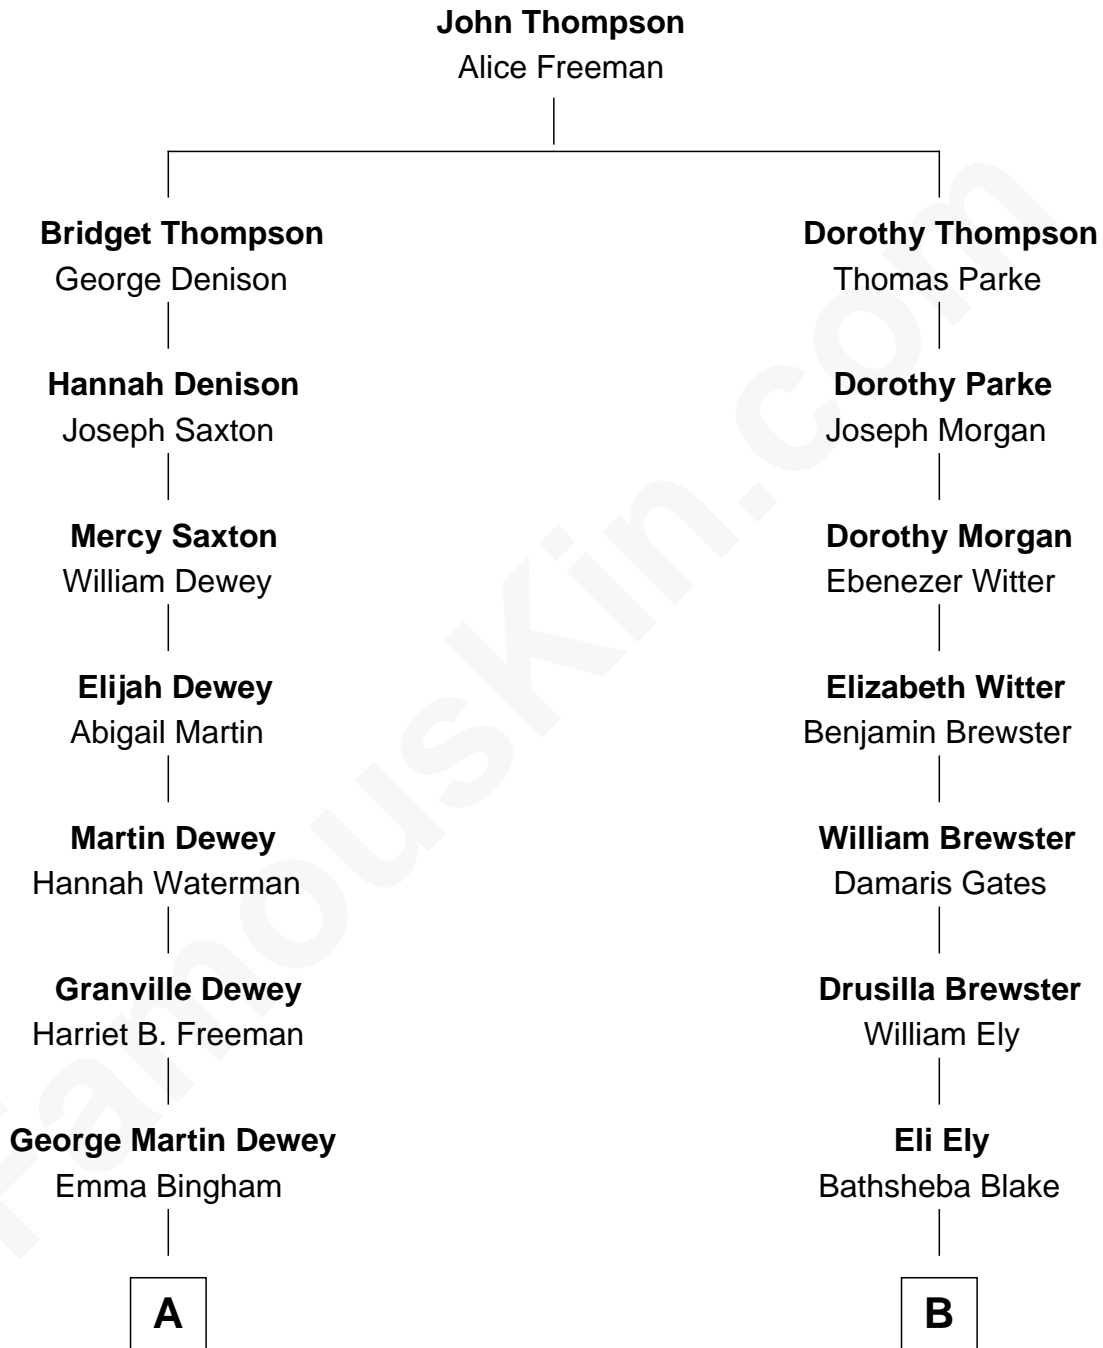 John Thompson
Alice Freeman
Bridget Thompson
George Denison
Dorothy Thompson
Thomas Parke
Hannah Denison
Joseph Saxton
Dorothy Parke
Joseph Morgan
Mercy Saxton
William Dewey
Dorothy Morgan
Ebenezer Witter
Elijah Dewey
Abigail Martin
Elizabeth Witter
Benjamin Brewster
Martin Dewey
Hannah Waterman
William Brewster
Damaris Gates
Granville Dewey
Harriet B. Freeman
Drusilla Brewster
William Ely
George Martin Dewey
Emma Bingham
Eli Ely
Bathsheba Blake
A
B
FamousKin.com